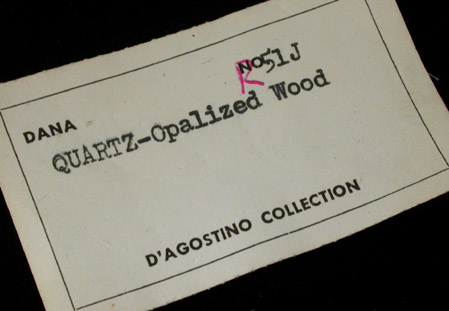 DANA
R No 51J
QUARTZ-Opalized Wood
D'AGOSTINO COLLECTION